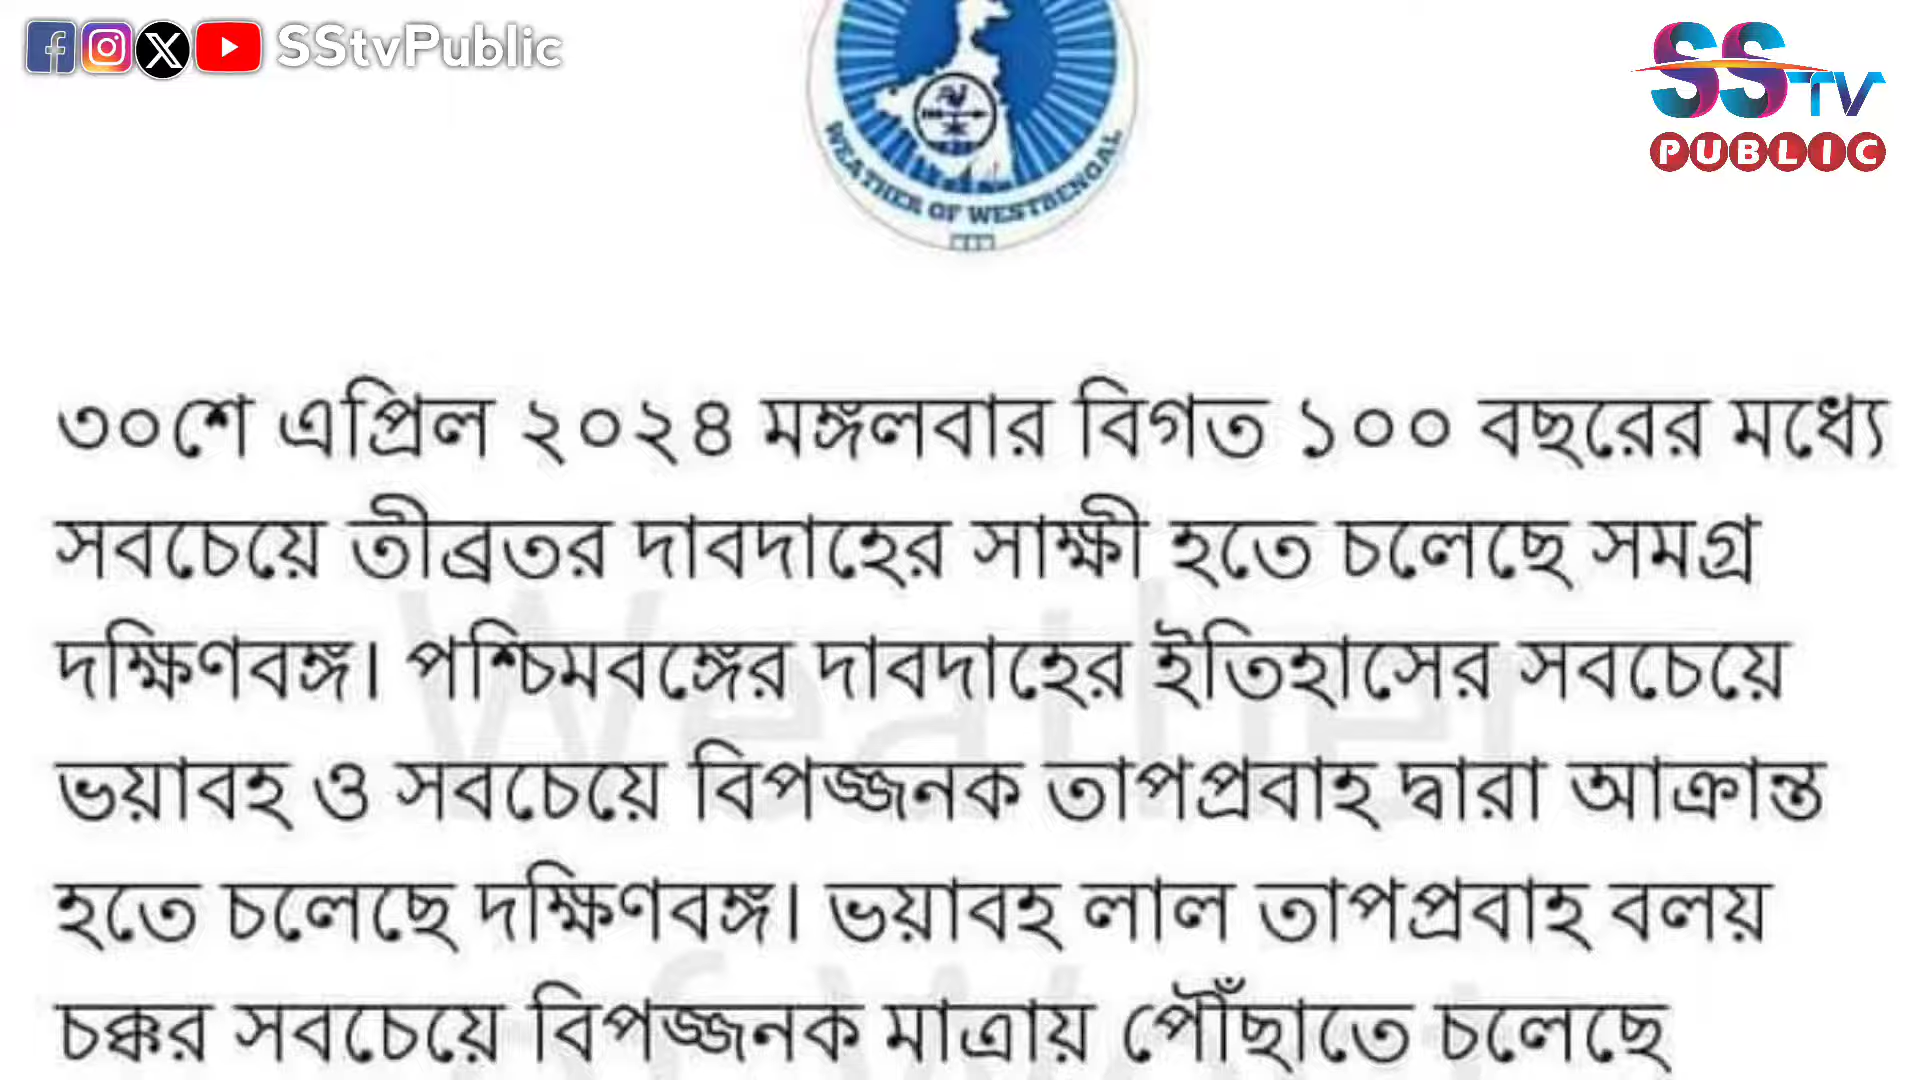 SStvPublic
SSTV
PUBLIC
WEATHER OF WESTBENGAL
৩০শে এপ্রিল ২০২৪ মঙ্গলবার বিগত ১০০ বছরের মধ্যে
সবচেয়ে তীব্রতর দাবদাহের সাক্ষী হতে চলেছে সমগ্র
দক্ষিণবঙ্গ। পশ্চিমবঙ্গের দাবদাহের ইতিহাসের সবচেয়ে
ভয়াবহ ও সবচেয়ে বিপজ্জনক তাপপ্রবাহ দ্বারা আক্রান্ত
হতে চলেছে দক্ষিণবঙ্গ। ভয়াবহ লাল তাপপ্রবাহ বলয়
চক্কর সবচেয়ে বিপজ্জনক মাত্রায় পৌঁছাতে চলেছে
Weather